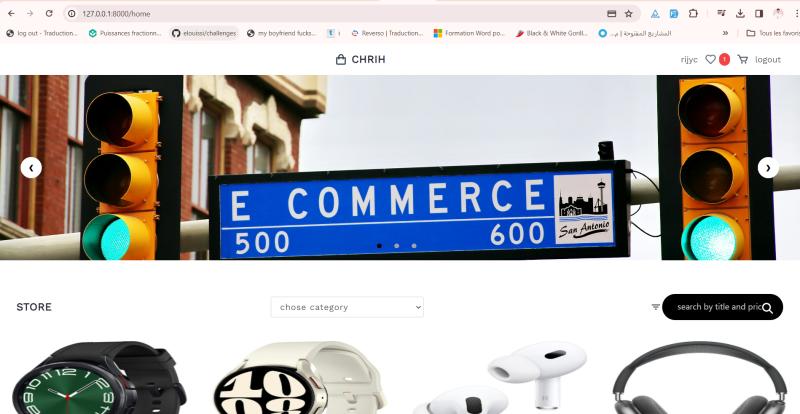 127.0.0.1:8000/home
log out - Traduction... Puissances fractionn... elouissi/challenges my boyfriend fucks... i Reverso | Traduction... Formation Word po... Black & White Gorill... المشاريع المفتوحة | م... » Tous les favoris
CHRIH
rijyc 1 logout
E COMMERCE
500 600
San Antonio
STORE
chose category
search by title and pric